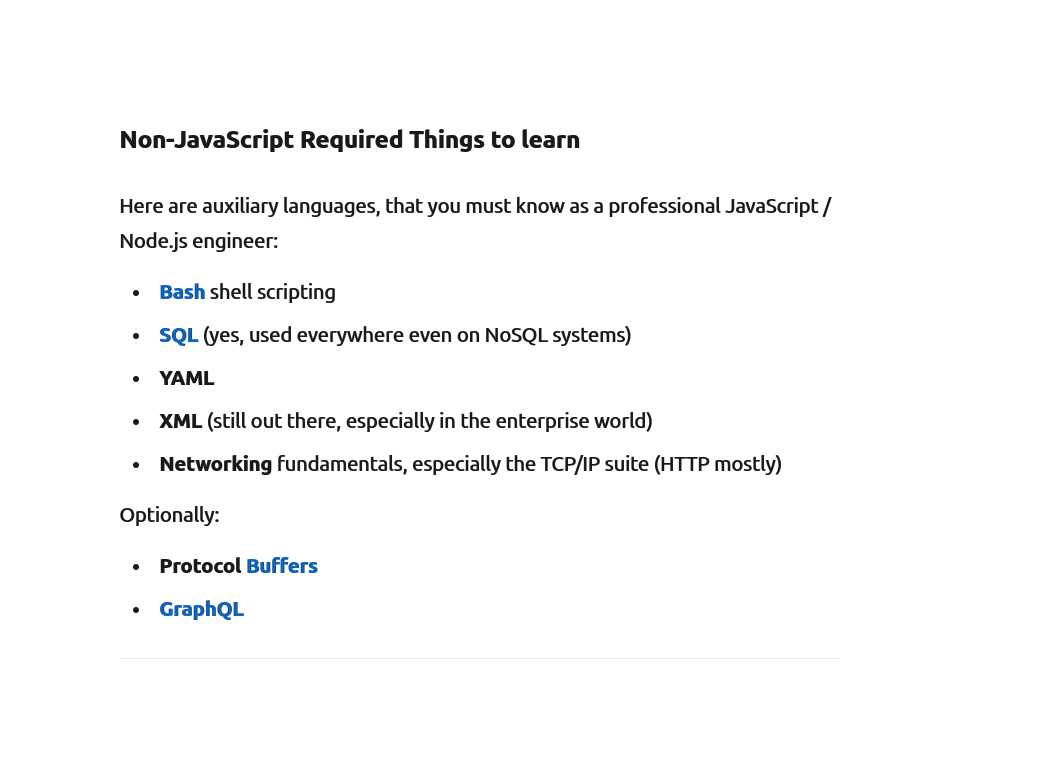 Non-JavaScript Required Things to learn
Here are auxiliary languages, that you must know as a professional JavaScript /
Node.js engineer:
• Bash shell scripting
• SQL (yes, used everywhere even on NoSQL systems)
• YAML
• XML (still out there, especially in the enterprise world)
• Networking fundamentals, especially the TCP/IP suite (HTTP mostly)
Optionally:
• Protocol Buffers
• GraphQL